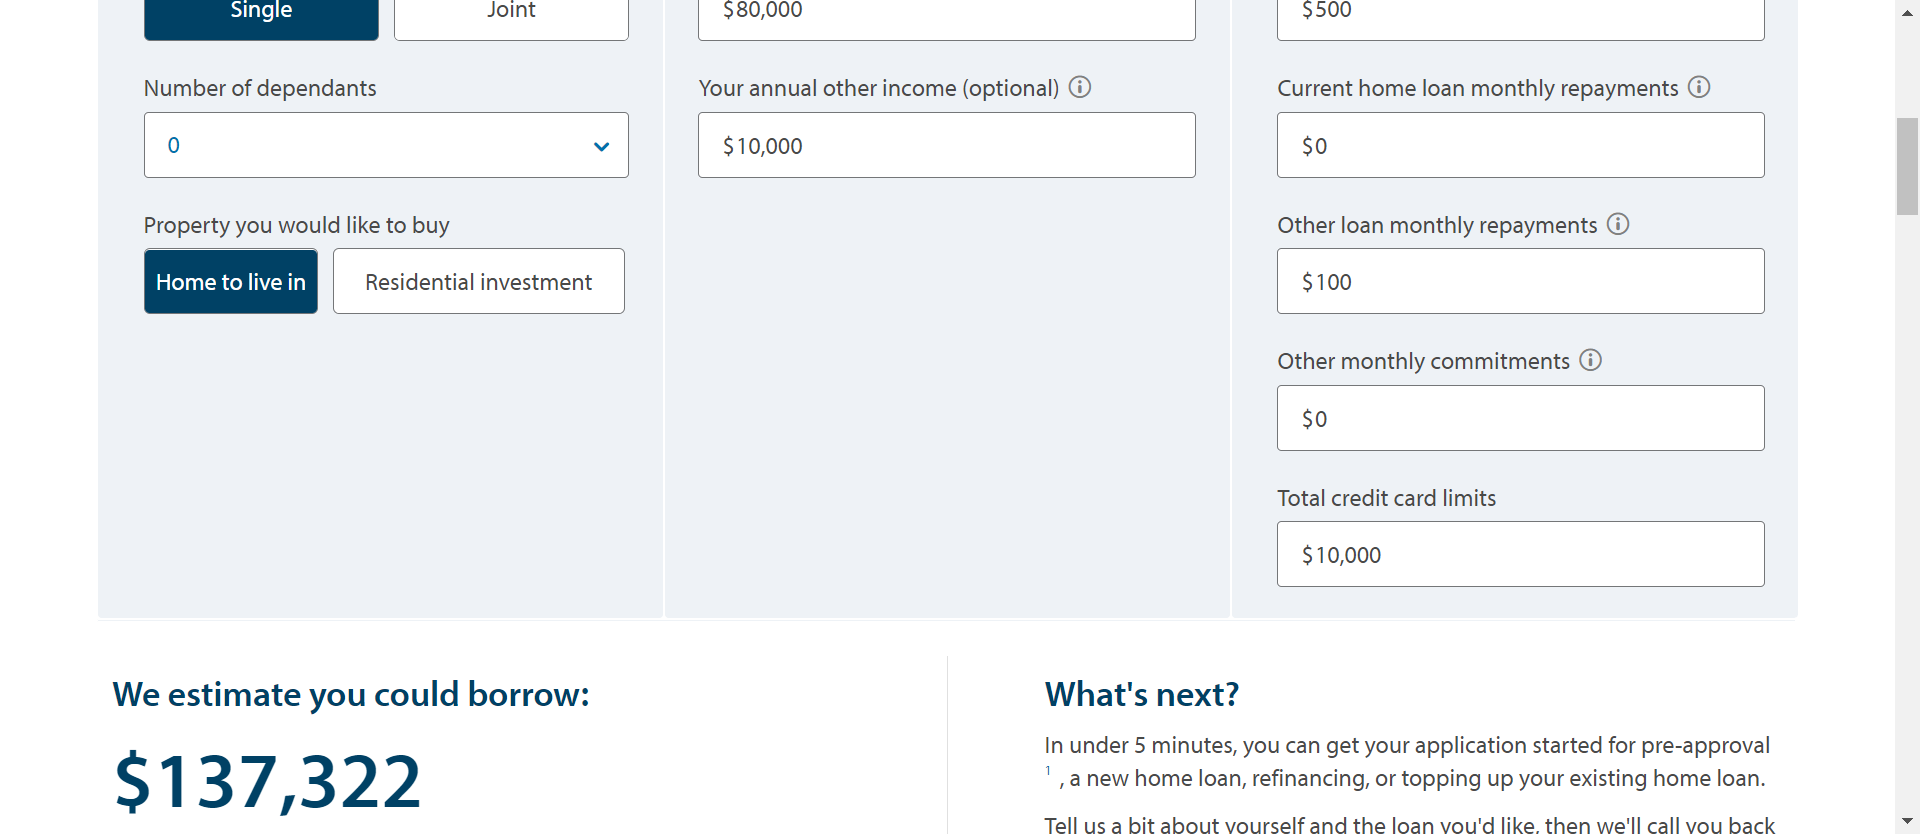 Single
Joint
Number of dependants
0
Property you would like to buy
Home to live in
Residential investment
$80,000
Your annual other income (optional)
$10,000
$500
Current home loan monthly repayments
$0
Other loan monthly repayments
$100
Other monthly commitments
$0
Total credit card limits
$10,000
We estimate you could borrow:
$137,322
What's next?
In under 5 minutes, you can get your application started for pre-approval
1 , a new home loan, refinancing, or topping up your existing home loan.
Tell us a bit about yourself and the loan you'd like, then we'll call you back